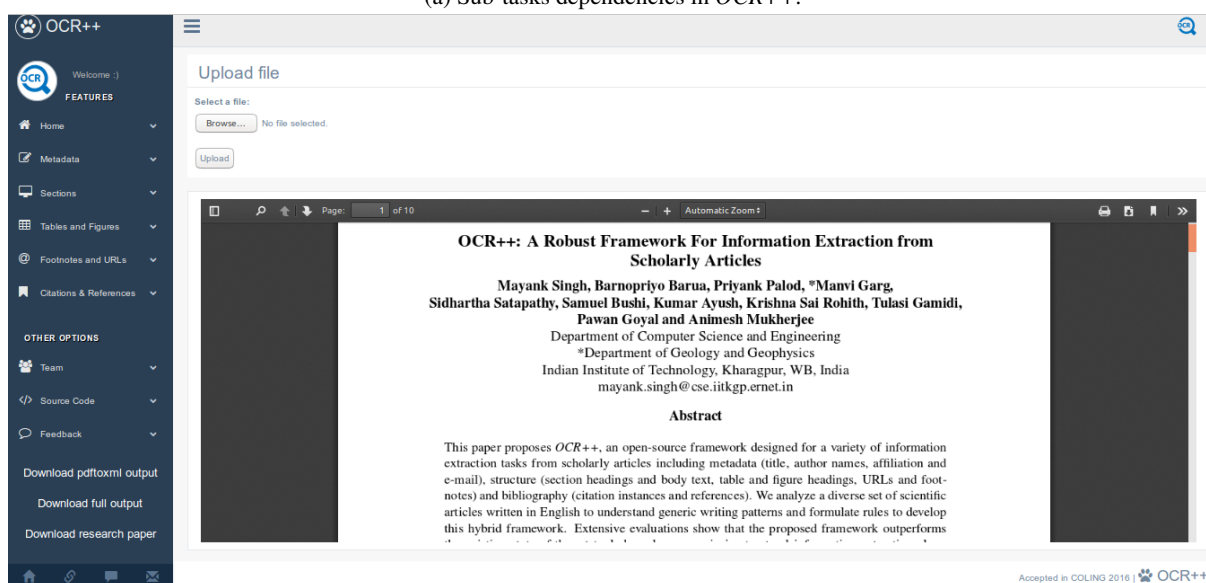 (a) Sub-tasks dependencies in OCR++.
OCR++
OCR
Welcome :)
FEATURES
Home
Metadata
Sections
Tables and Figures
Footnotes and URLs
Citations & References
OTHER OPTIONS
Team
Source Code
Feedback
Download pdftoxml output
Download full output
Download research paper
OCR
Upload file
Select a file:
Browse... No file selected.
Upload
Page: 1 of 10 Automatic Zoom
OCR++: A Robust Framework For Information Extraction from
Scholarly Articles
Mayank Singh, Barnopriyo Barua, Priyank Palod, *Manvi Garg,
Sidhartha Satapathy, Samuel Bushi, Kumar Ayush, Krishna Sai Rohith, Tulasi Gamidi,
Pawan Goyal and Animesh Mukherjee
Department of Computer Science and Engineering
*Department of Geology and Geophysics
Indian Institute of Technology, Kharagpur, WB, India
mayank.singh@cse.iitkgp.ernet.in
Abstract
This paper proposes OCR++, an open-source framework designed for a variety of information
extraction tasks from scholarly articles including metadata (title, author names, affiliation and
e-mail), structure (section headings and body text, table and figure headings, URLs and foot-
notes) and bibliography (citation instances and references). We analyze a diverse set of scientific
articles written in English to understand generic writing patterns and formulate rules to develop
this hybrid framework. Extensive evaluations show that the proposed framework outperforms
Accepted in COLING 2016 | OCR++